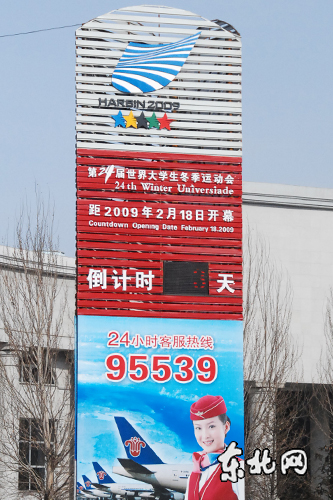 HARBIN 2009
第24届世界大学生冬季运动会
24th Winter Universiade
距2009年2月18日开幕
Countdown Opening Date February 18.2009
倒计时 天
24小时客服热线
95539
东北网